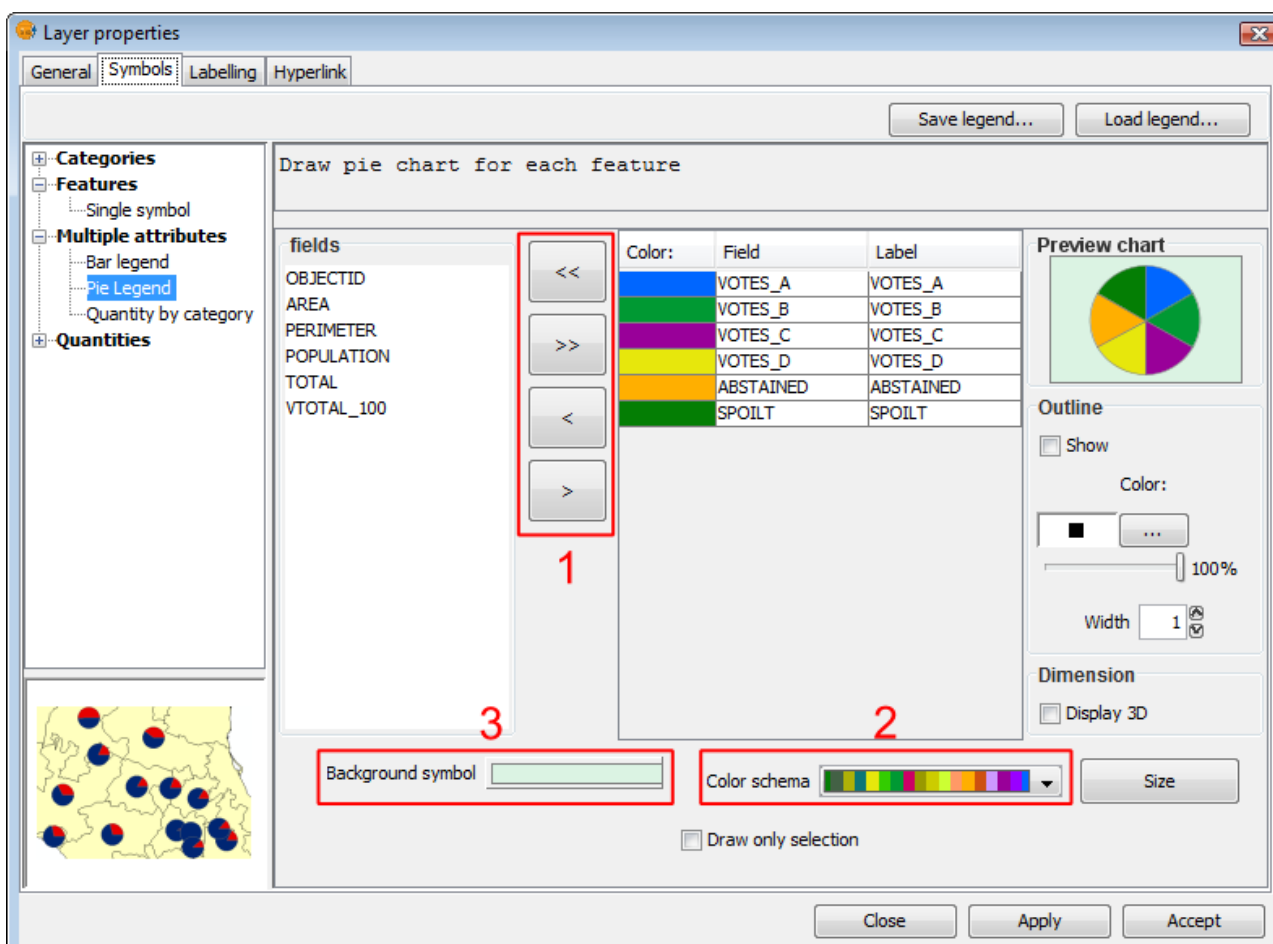 Layer properties
General Symbols Labelling Hyperlink
Save legend... Load legend...
Categories
Features
Single symbol
Multiple attributes
Bar legend
Pie Legend
Quantity by category
Quantities
Draw pie chart for each feature
fields
OBJECTID
AREA
PERIMETER
POPULATION
TOTAL
VTOTAL_100
<<
>>
<
>
1
Color: Field Label
VOTES_A VOTES_A
VOTES_B VOTES_B
VOTES_C VOTES_C
VOTES_D VOTES_D
ABSTAINED ABSTAINED
SPOILT SPOILT
Preview chart
Outline
Show
Color:
...
100%
Width 1
Dimension
Display 3D
3
2
Background symbol
Color schema
Size
Draw only selection
Close Apply Accept